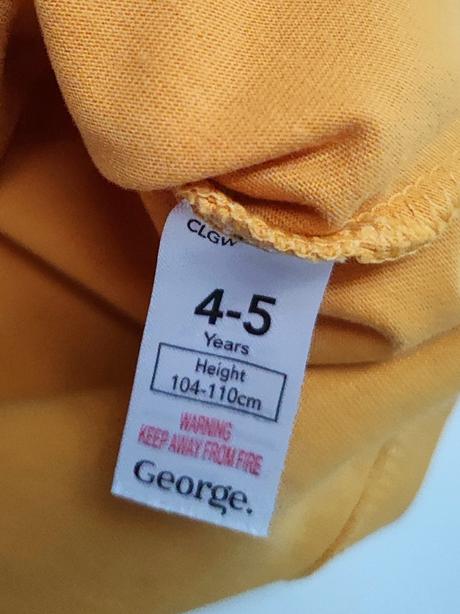 CLGW
4-5
Years
Height
104-110cm
WARNING
KEEP AWAY FROM FIRE
George.